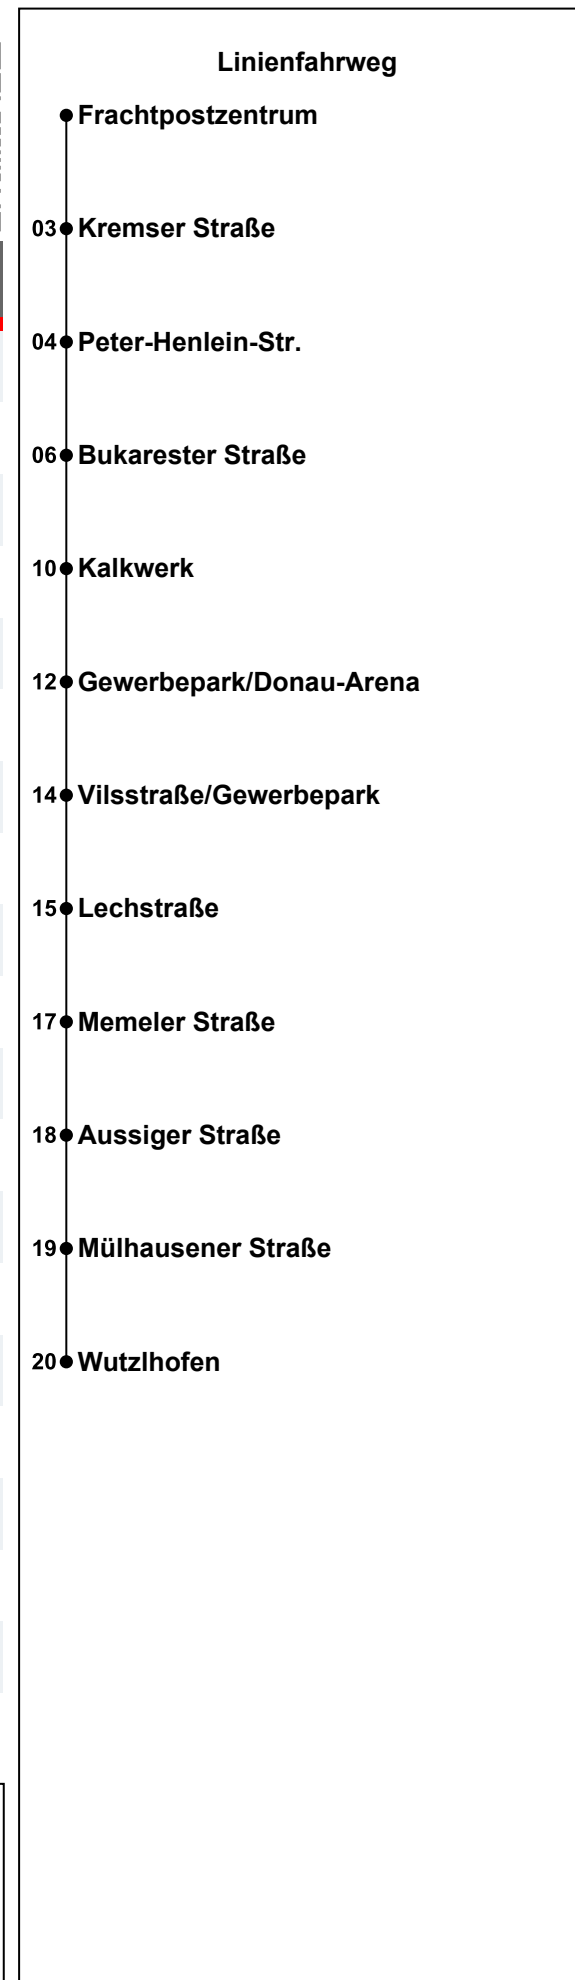 Linienfahrweg
Frachtpostzentrum
03 Kremser Straße
04 Peter-Henlein-Str.
06 Bukarester Straße
10 Kalkwerk
12 Gewerbepark/Donau-Arena
14 Vilsstraße/Gewerbepark
15 Lechstraße
17 Memeler Straße
18 Aussiger Straße
19 Mülhausener Straße
20 Wutzlhofen